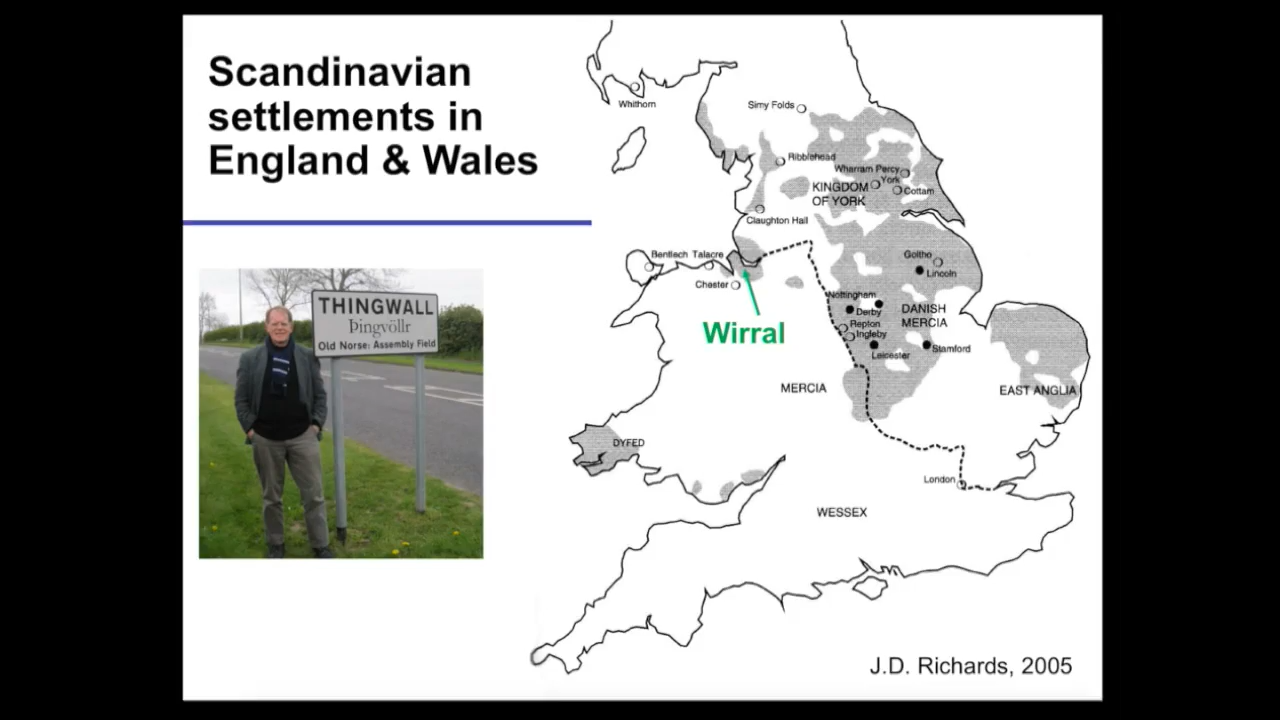 Scandinavian
settlements in
England & Wales
THINGWALL
Þingvöllr
Old Norse: Assembly Field
Whithorn
Simy Folds
Ribblehead
Wharram Percy
York
KINGDOM
OF YORK
Cottam
Claughton Hall
Benllech
Talacre
Chester
Wirral
Goltho
Lincoln
Nottingham
Derby
DANISH
MERCIA
Repton
Ingleby
Leicester
Stamford
MERCIA
EAST ANGLIA
DYFED
London
WESSEX
J.D. Richards, 2005